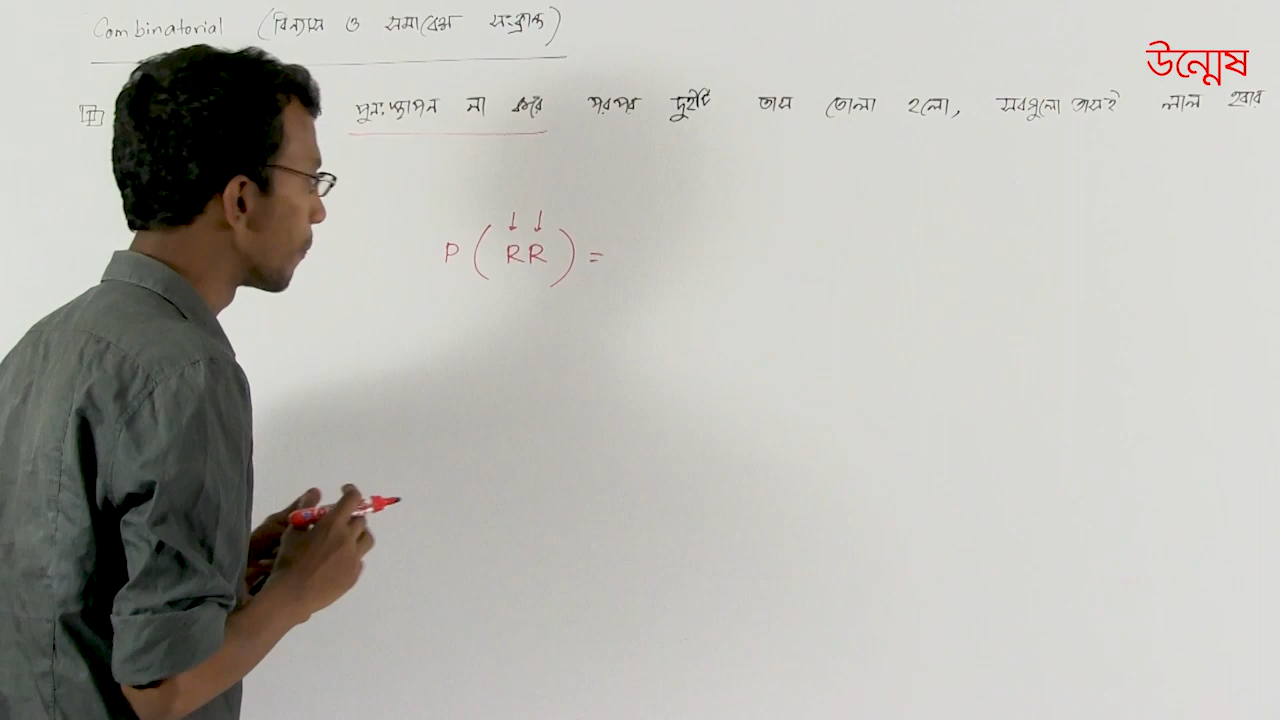 Combinatorial (বিন্যাস ও সমাবেশ সংক্রান্ত)
উন্মেষ
পুনঃস্থাপন না করে পরপর দুইটি তাস তোলা হলো, সবগুলো তাসই লাল হবার
P(RR) =